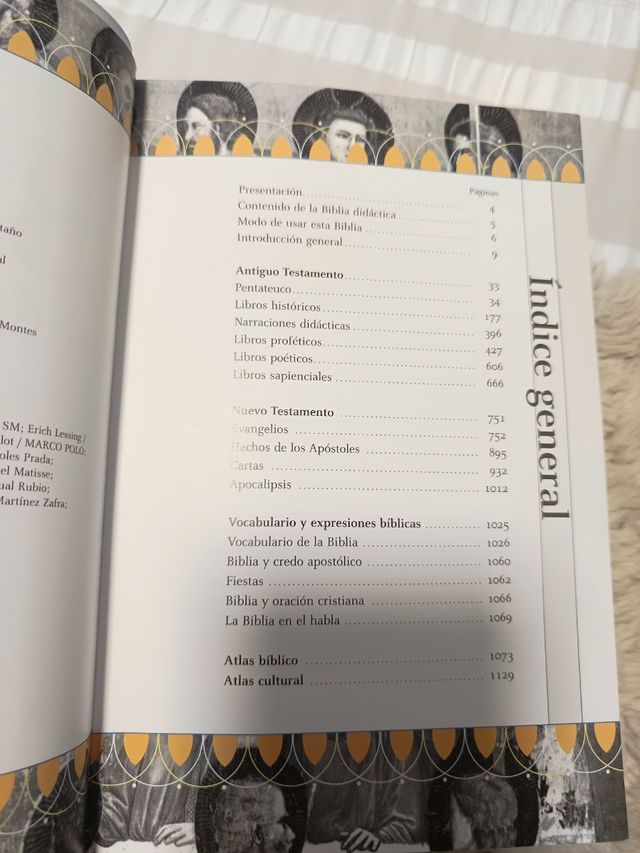 taño
Montes
SM; Erich Lessing /
lot / MARCO POLO;
oles Prada;
el Matisse;
ual Rubio;
Martínez Zafra;
Índice general
Páginas
Presentación 4
Contenido de la Biblia didáctica 5
Modo de usar esta Biblia 6
Introducción general 9
Antiguo Testamento 33
Pentateuco 34
Libros históricos 177
Narraciones didácticas 396
Libros proféticos 427
Libros poéticos 606
Libros sapienciales 666
Nuevo Testamento 751
Evangelios 752
Hechos de los Apóstoles 895
Cartas 932
Apocalipsis 1012
Vocabulario y expresiones bíblicas 1025
Vocabulario de la Biblia 1026
Biblia y credo apostólico 1060
Fiestas 1062
Biblia y oración cristiana 1066
La Biblia en el habla 1069
Atlas bíblico 1073
Atlas cultural 1129